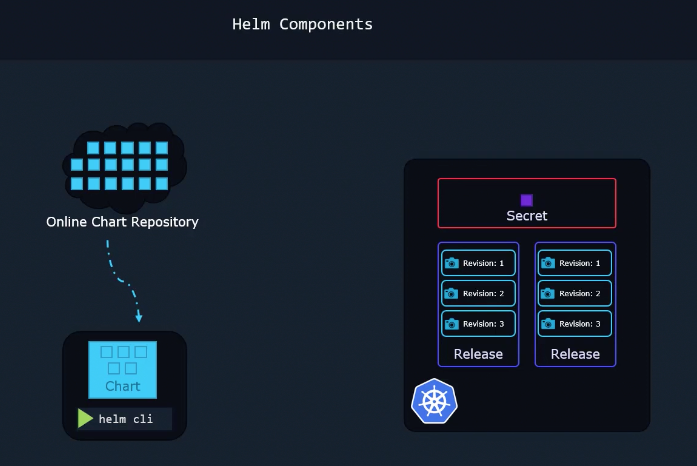 Helm Components
Online Chart Repository
Chart
helm cli
Secret
Revision: 1
Revision: 2
Revision: 3
Release
Revision: 1
Revision: 2
Revision: 3
Release